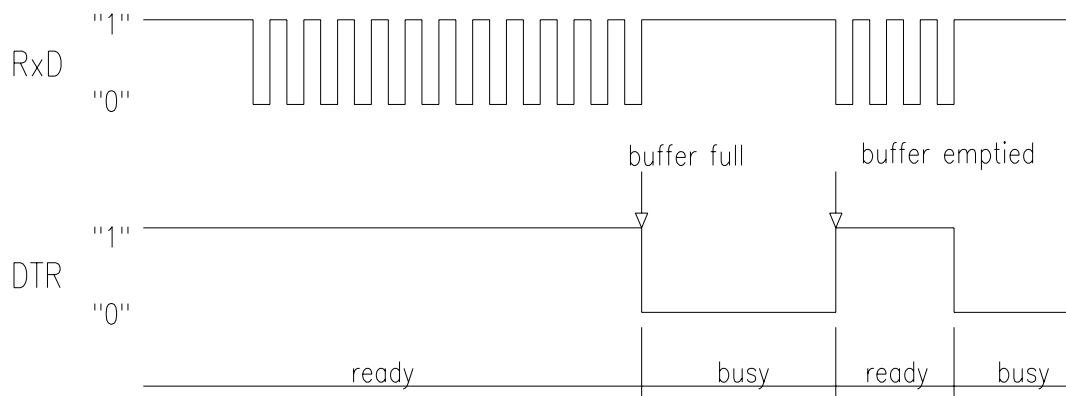 "1"
RxD
"0"
buffer full
buffer emptied
"1"
DTR
"0"
ready
busy
ready
busy